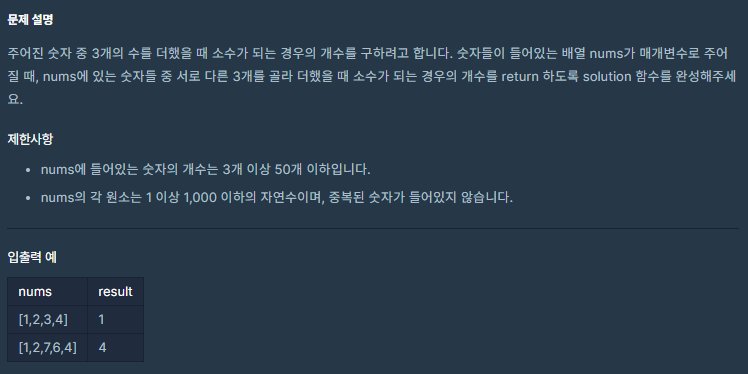 문제 설명
주어진 숫자 중 3개의 수를 더했을 때 소수가 되는 경우의 개수를 구하려고 합니다. 숫자들이 들어있는 배열 nums가 매개변수로 주어
질 때, nums에 있는 숫자들 중 서로 다른 3개를 골라 더했을 때 소수가 되는 경우의 개수를 return 하도록 solution 함수를 완성해주세
요.
제한사항
• nums에 들어있는 숫자의 개수는 3개 이상 50개 이하입니다.
• nums의 각 원소는 1 이상 1,000 이하의 자연수이며, 중복된 숫자가 들어있지 않습니다.
입출력 예
nums result
[1,2,3,4] 1
[1,2,7,6,4] 4